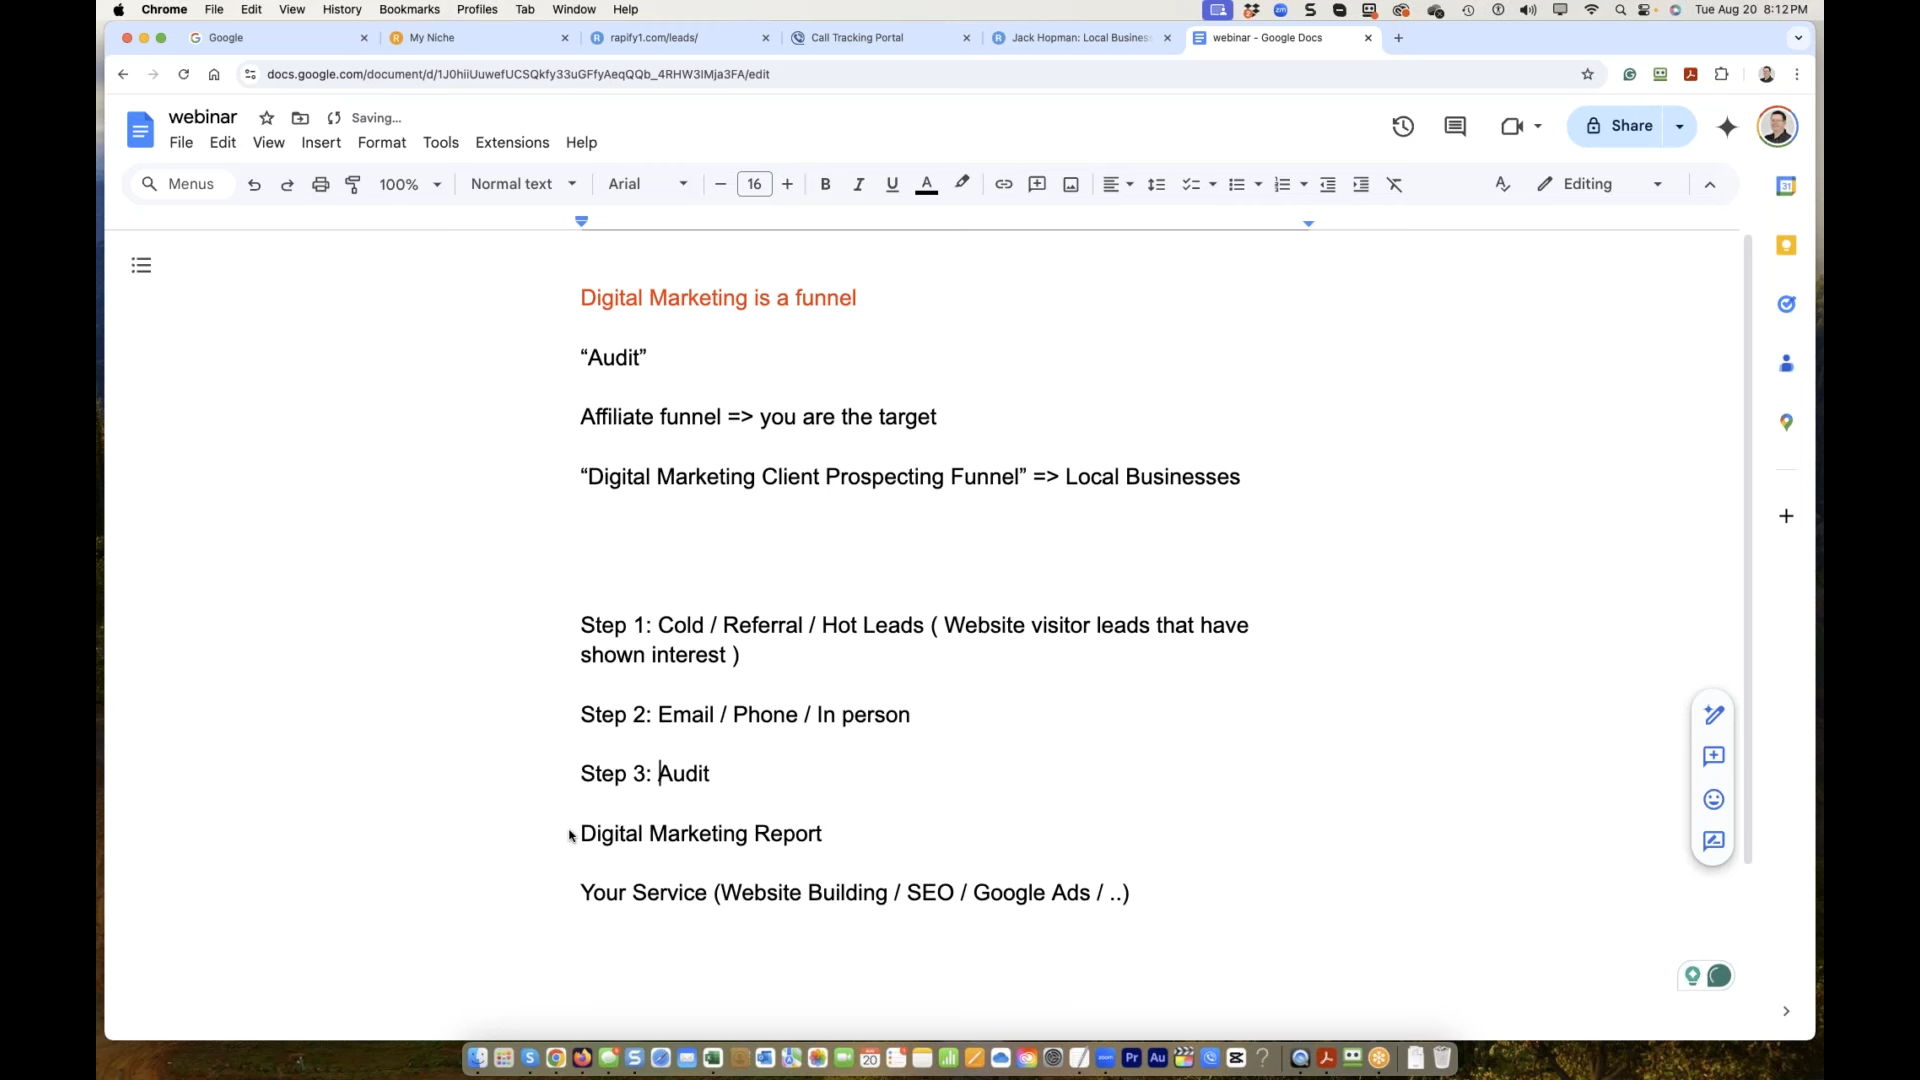 Chrome File Edit View History Bookmarks Profiles Tab Window Help Tue Aug 20 8:12 PM
Google My Niche rapify1.com/leads/ Call Tracking Portal Jack Hopman: Local Busines webinar - Google Docs
docs.google.com/document/d/1J0hiiUuwefUCSQkfy33uGFfyAeqQQb_4RHW3IMja3FA/edit
webinar Saving...
File Edit View Insert Format Tools Extensions Help
Share
Menus 100% Normal text Arial 16 Editing
Digital Marketing is a funnel
“Audit”
Affiliate funnel => you are the target
“Digital Marketing Client Prospecting Funnel” => Local Businesses
Step 1: Cold / Referral / Hot Leads ( Website visitor leads that have
shown interest )
Step 2: Email / Phone / In person
Step 3: Audit
Digital Marketing Report
Your Service (Website Building / SEO / Google Ads / ..)